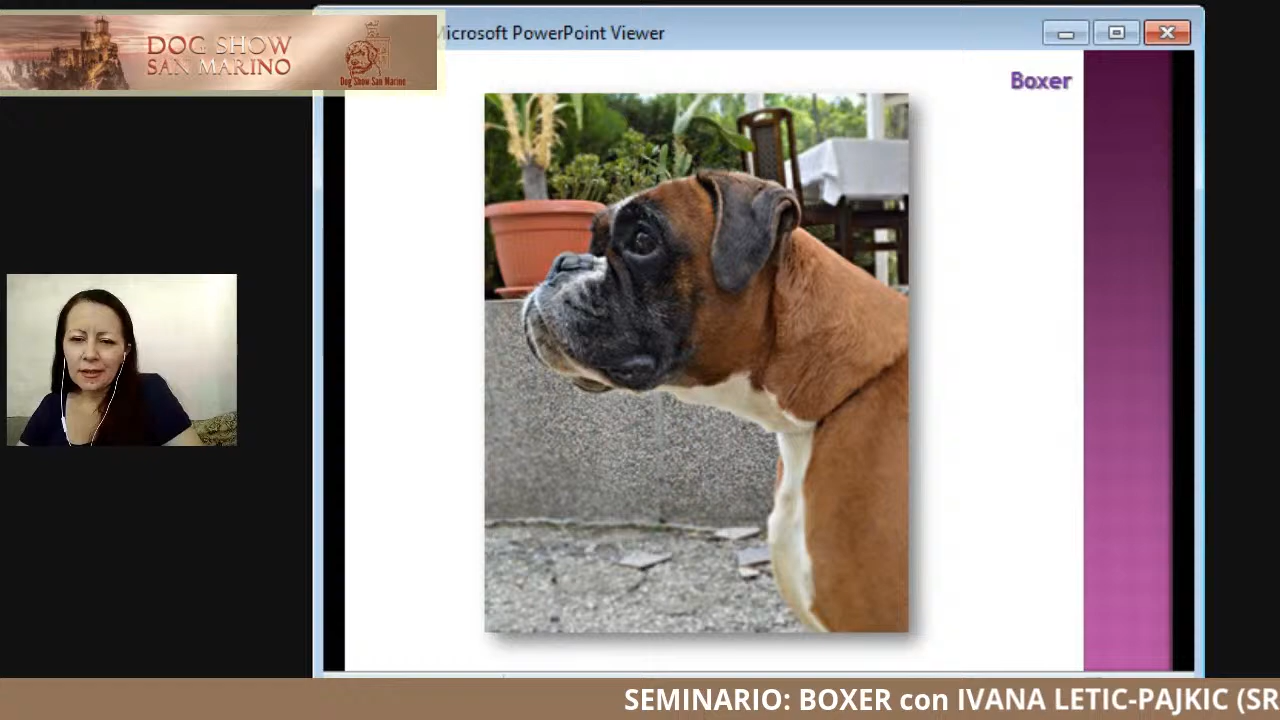 DOG SHOW
SAN MARINO
Dog Show San Marino
icrosoft PowerPoint Viewer
Boxer
SEMINARIO: BOXER con IVANA LETIC-PAJKIC (SR